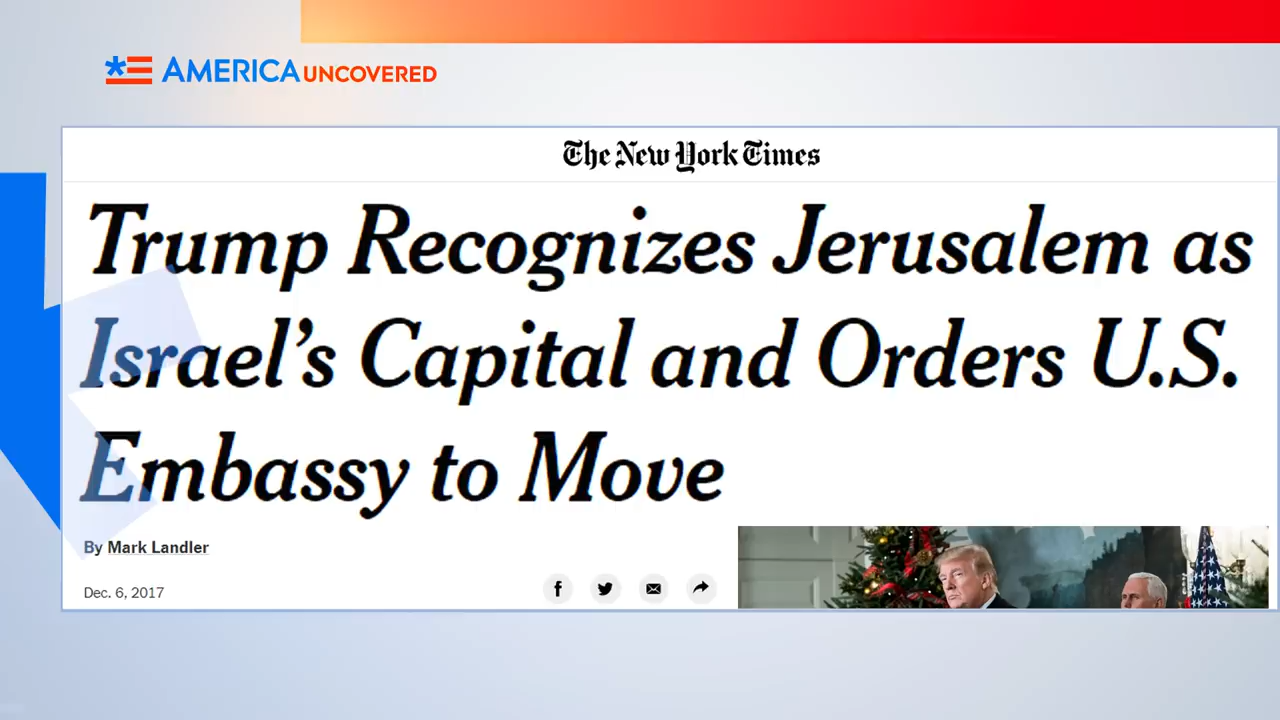 AMERICA UNCOVERED
The New York Times
Trump Recognizes Jerusalem as
Israel's Capital and Orders U.S.
Embassy to Move
By Mark Landler
Dec. 6, 2017